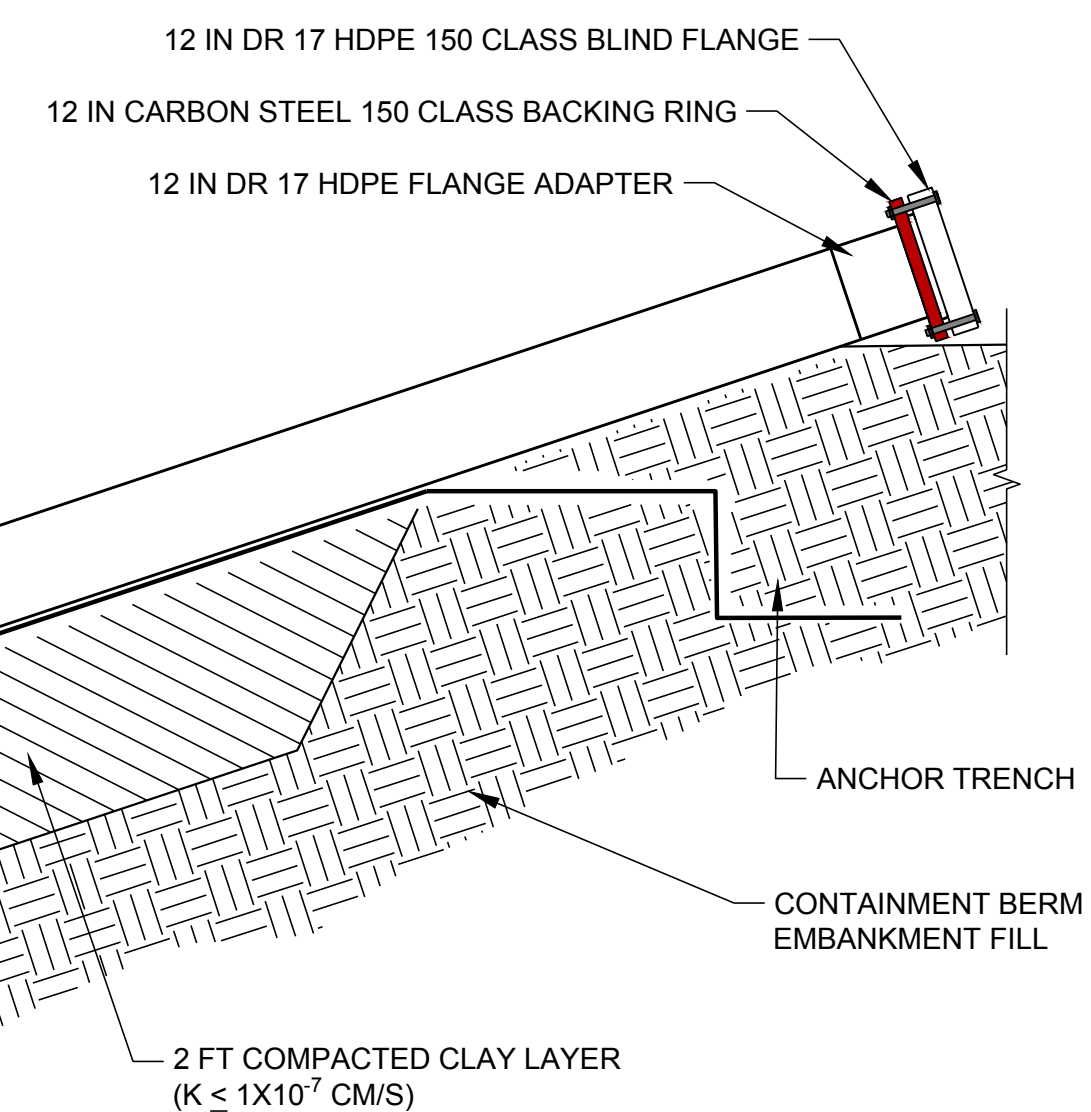 12 IN DR 17 HDPE 150 CLASS BLIND FLANGE
12 IN CARBON STEEL 150 CLASS BACKING RING
12 IN DR 17 HDPE FLANGE ADAPTER
ANCHOR TRENCH
CONTAINMENT BERM
EMBANKMENT FILL
2 FT COMPACTED CLAY LAYER
(K ≤ 1X10⁻⁷ CM/S)